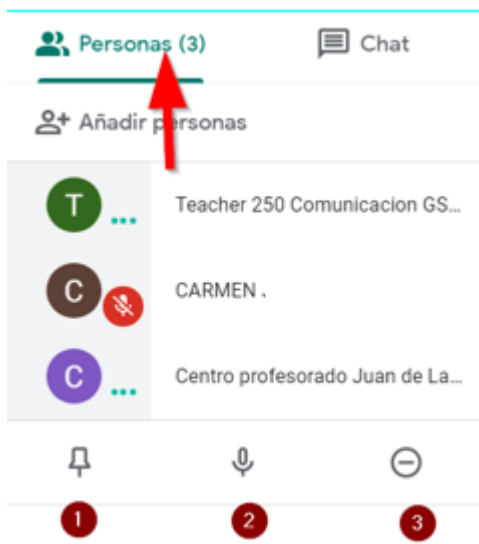 Personas (3) Chat
Añadir personas
T Teacher 250 Comunicacion GS...
C CARMEN .
C Centro profesorado Juan de La...
1 2 3